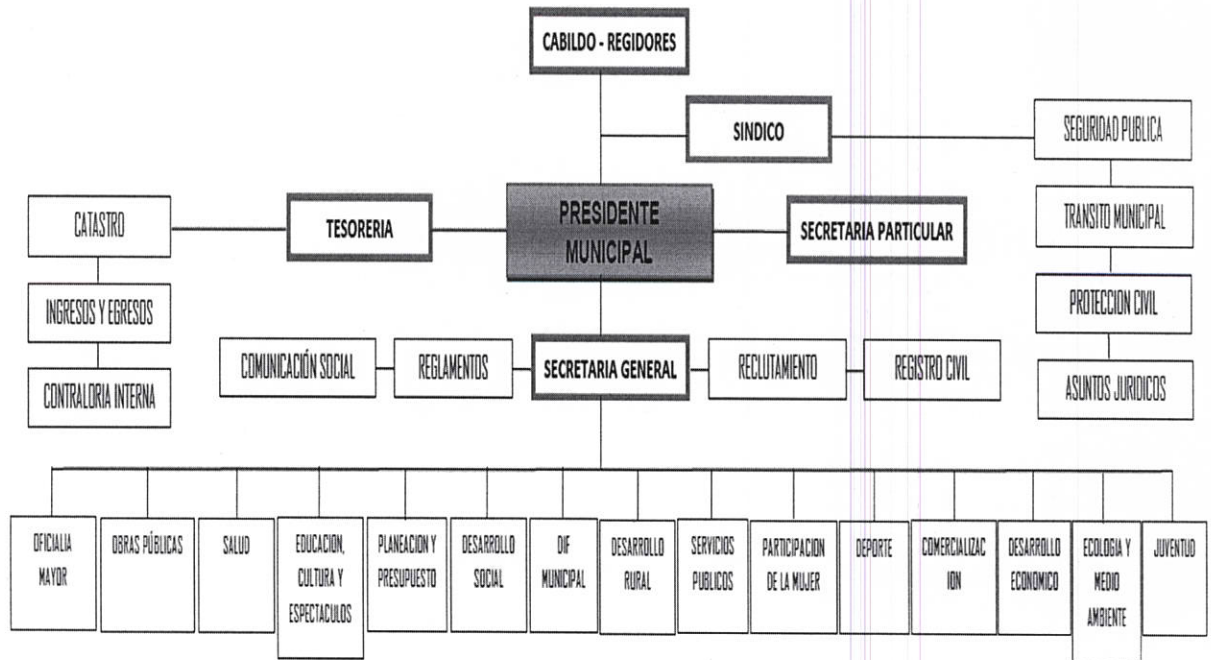 CABILDO - REGIDORES
SINDICO
SEGURIDAD PUBLICA
CATASTRO
TESORERIA
PRESIDENTE
MUNICIPAL
SECRETARIA PARTICULAR
TRANSITO MUNICIPAL
INGRESOS Y EGRESOS
PROTECCION CIVIL
COMUNICACIÓN SOCIAL
REGLAMENTOS
SECRETARIA GENERAL
RECLUTAMIENTO
REGISTRO CIVIL
CONTRALORIA INTERNA
ASUNTOS JURIDICOS
OFICIALIA
MAYOR
OBRAS PÚBLICAS
SALUD
EDUCACION,
CULTURA Y
ESPECTACULOS
PLANEACION Y
PRESUPUESTO
DESARROLLO
SOCIAL
DIF
MUNICIPAL
DESARROLLO
RURAL
SERVICIOS
PUBLICOS
PARTICIPACION
DE LA MUJER
DEPORTE
COMERCIALIZAC
ION
DESARROLLO
ECONOMICO
ECOLOGIA Y
MEDIO
AMBIENTE
JUVENTUD